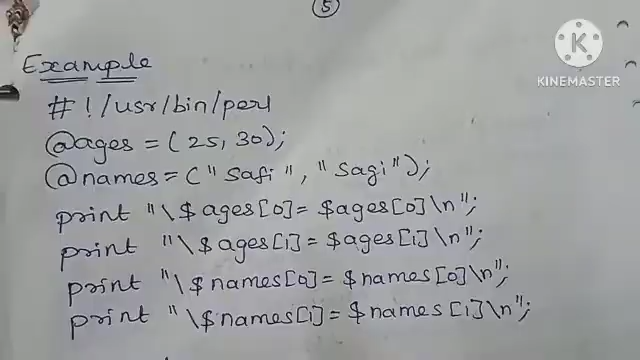 5
K
KINEMASTER
Example
#!/usr/bin/perl
@ages = (25, 30);
@names = ("Safi", "Sagi");
print "\$ ages[0] = $ages[0]\n";
print "\$ ages[1] = $ages[1]\n";
print "\$ names[0] = $names[0]\n";
print "\$names[1] = $names[1]\n";